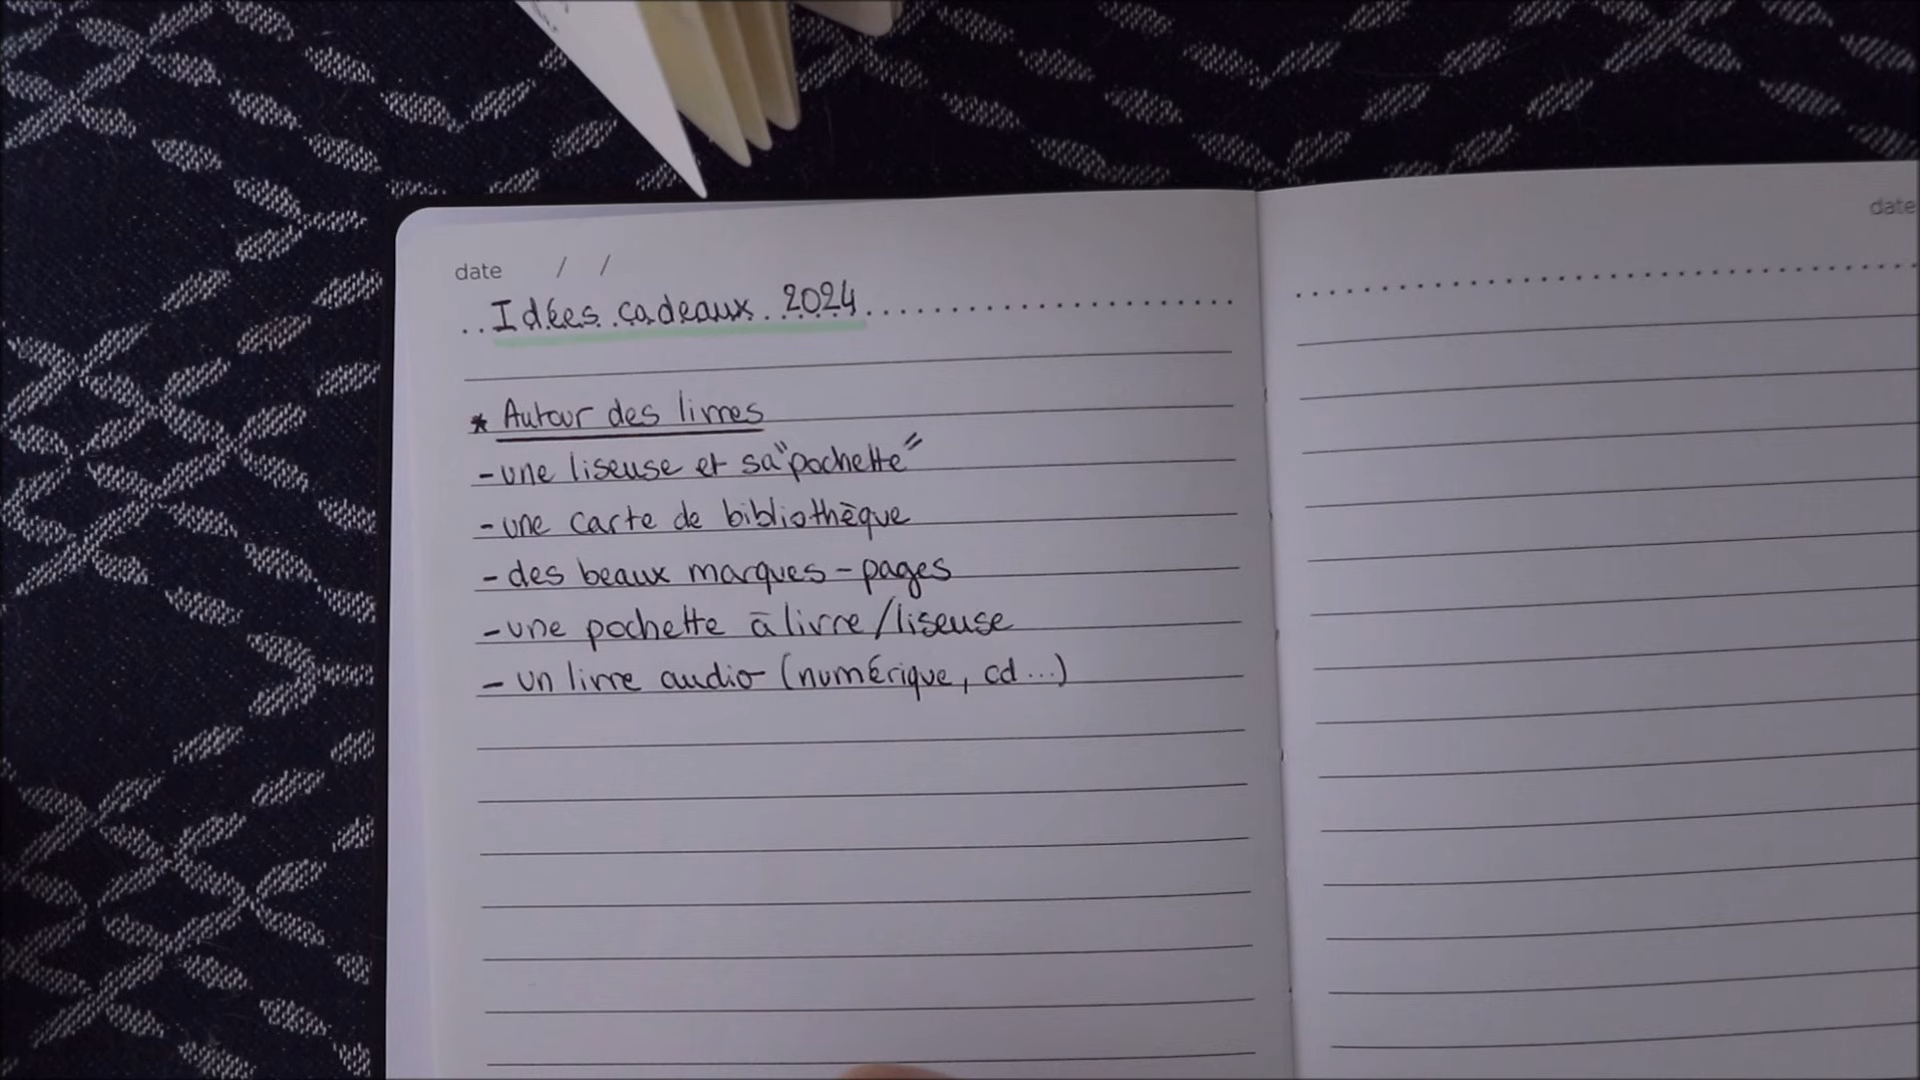 date / /
Idées cadeaux 2024
* Autour des livres
- une liseuse et sa "pochette"
- une carte de bibliothèque
- des beaux marques-pages
- une pochette à livre/liseuse
- un livre audio (numérique, cd...)
date